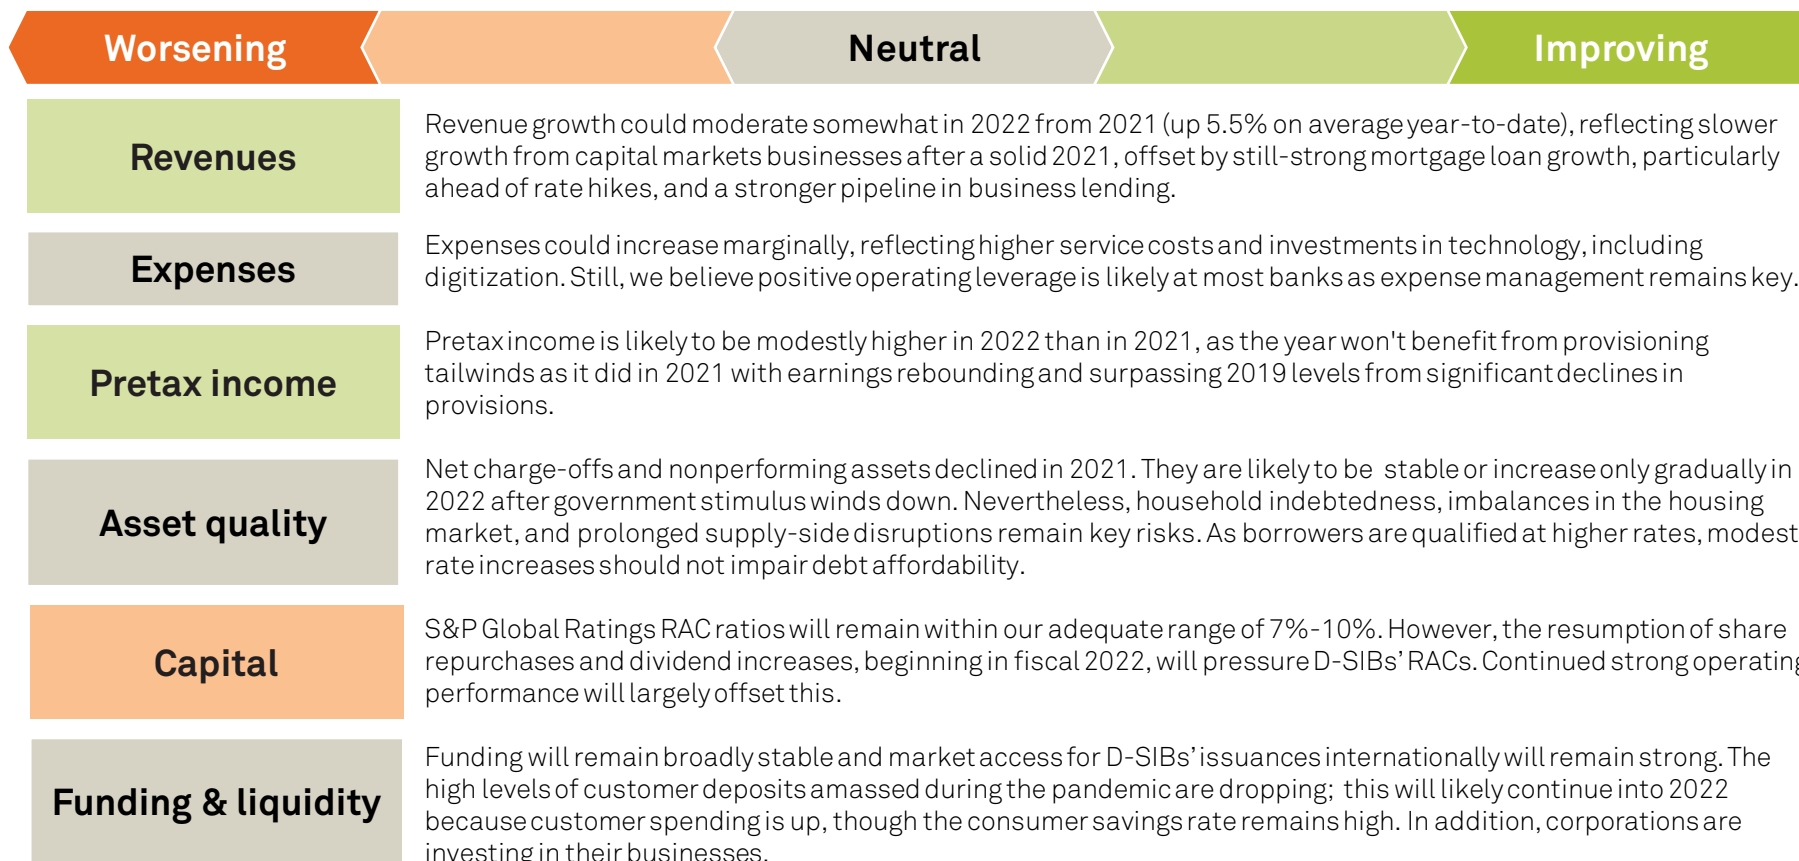 Worsening
Neutral
Improving
Revenues
Revenue growth could moderate somewhat in 2022 from 2021 (up 5.5% on average year-to-date), reflecting slower
growth from capital markets businesses after a solid 2021, offset by still-strong mortgage loan growth, particularly
ahead of rate hikes, and a stronger pipeline in business lending.
Expenses
Expenses could increase marginally, reflecting higher service costs and investments in technology, including
digitization. Still, we believe positive operating leverage is likely at most banks as expense management remains key.
Pretax income
Pretax income is likely to be modestly higher in 2022 than in 2021, as the year won't benefit from provisioning
tailwinds as it did in 2021 with earnings rebounding and surpassing 2019 levels from significant declines in
provisions.
Asset quality
Net charge-offs and nonperforming assets declined in 2021. They are likely to be stable or increase only gradually in
2022 after government stimulus winds down. Nevertheless, household indebtedness, imbalances in the housing
market, and prolonged supply-side disruptions remain key risks. As borrowers are qualified at higher rates, modest
rate increases should not impair debt affordability.
Capital
S&P Global Ratings RAC ratios will remain within our adequate range of 7%-10%. However, the resumption of share
repurchases and dividend increases, beginning in fiscal 2022, will pressure D-SIBs’ RACs. Continued strong operating
performance will largely offset this.
Funding & liquidity
Funding will remain broadly stable and market access for D-SIBs’ issuances internationally will remain strong. The
high levels of customer deposits amassed during the pandemic are dropping; this will likely continue into 2022
because customer spending is up, though the consumer savings rate remains high. In addition, corporations are
investing in their businesses.